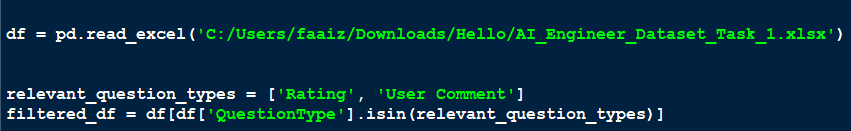 df = pd.read_excel('C:/Users/faaiz/Downloads/Hello/AI_Engineer_Dataset_Task_1.xlsx')
relevant_question_types = ['Rating', 'User Comment']
filtered_df = df[df['QuestionType'].isin(relevant_question_types)]